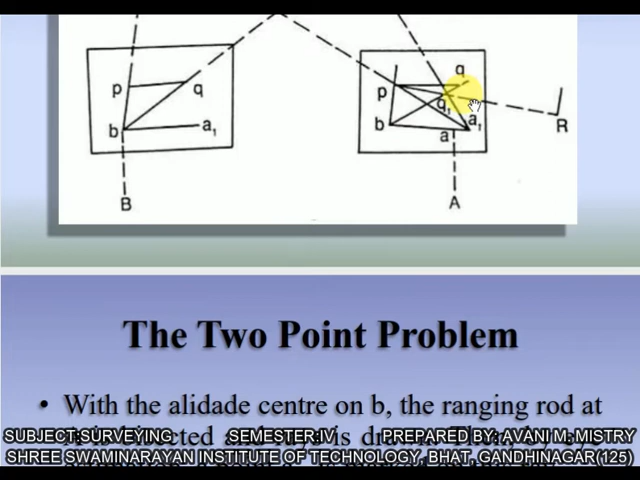 p q b a₁ B
q p q₁ a₁ b a R A
The Two Point Problem
• With the alidade centre on b, the ranging rod at
SUBJECT:SURVEYING SEMESTER:IV PREPARED BY: AVANI M. MISTRY
SHREE SWAMINARAYAN INSTITUTE OF TECHNOLOGY, BHAT, GANDHINAGAR(125)